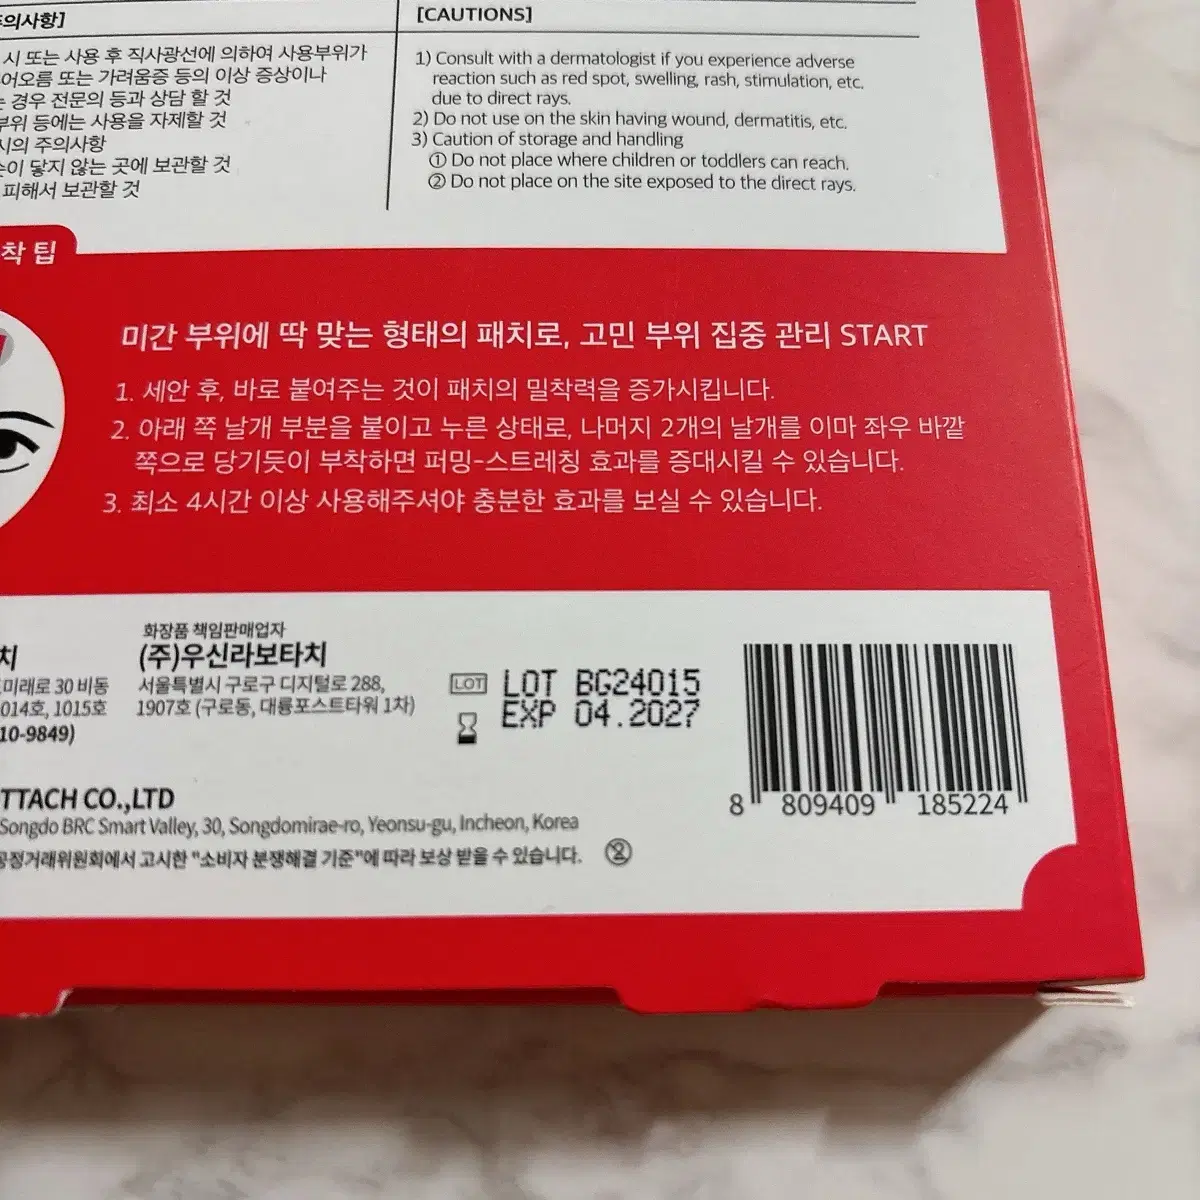 주의사항]
시 또는 사용 후 직사광선에 의하여 사용부위가
어오름 또는 가려움증 등의 이상 증상이나
는 경우 전문의 등과 상담 할 것
부위 등에는 사용을 자제할 것
시의 주의사항
손이 닿지 않는 곳에 보관할 것
피해서 보관할 것
[CAUTIONS]
1) Consult with a dermatologist if you experience adverse
reaction such as red spot, swelling, rash, stimulation, etc.
due to direct rays.
2) Do not use on the skin having wound, dermatitis, etc.
3) Caution of storage and handling
① Do not place where children or toddlers can reach.
② Do not place on the site exposed to the direct rays.
착 팁
미간 부위에 딱 맞는 형태의 패치로, 고민 부위 집중 관리 START
1. 세안 후, 바로 붙여주는 것이 패치의 밀착력을 증가시킵니다.
2. 아래 쪽 날개 부분을 붙이고 누른 상태로, 나머지 2개의 날개를 이마 좌우 바깥
쪽으로 당기듯이 부착하면 퍼밍-스트레칭 효과를 증대시킬 수 있습니다.
3. 최소 4시간 이상 사용해주셔야 충분한 효과를 보실 수 있습니다.
치
미래로 30 비동
014호, 1015호
10-9849)
화장품 책임판매업자
(주)우신라보타치
서울특별시 구로구 디지털로 288,
1907호 (구로동, 대륭포스트타워 1차)
LOT LOT BG24015
EXP 04.2027
8 809409 185224
TTACH CO.,LTD
Songdo BRC Smart Valley, 30, Songdomirae-ro, Yeonsu-gu, Incheon, Korea
공정거래위원회에서 고시한 "소비자 분쟁해결 기준"에 따라 보상 받을 수 있습니다.